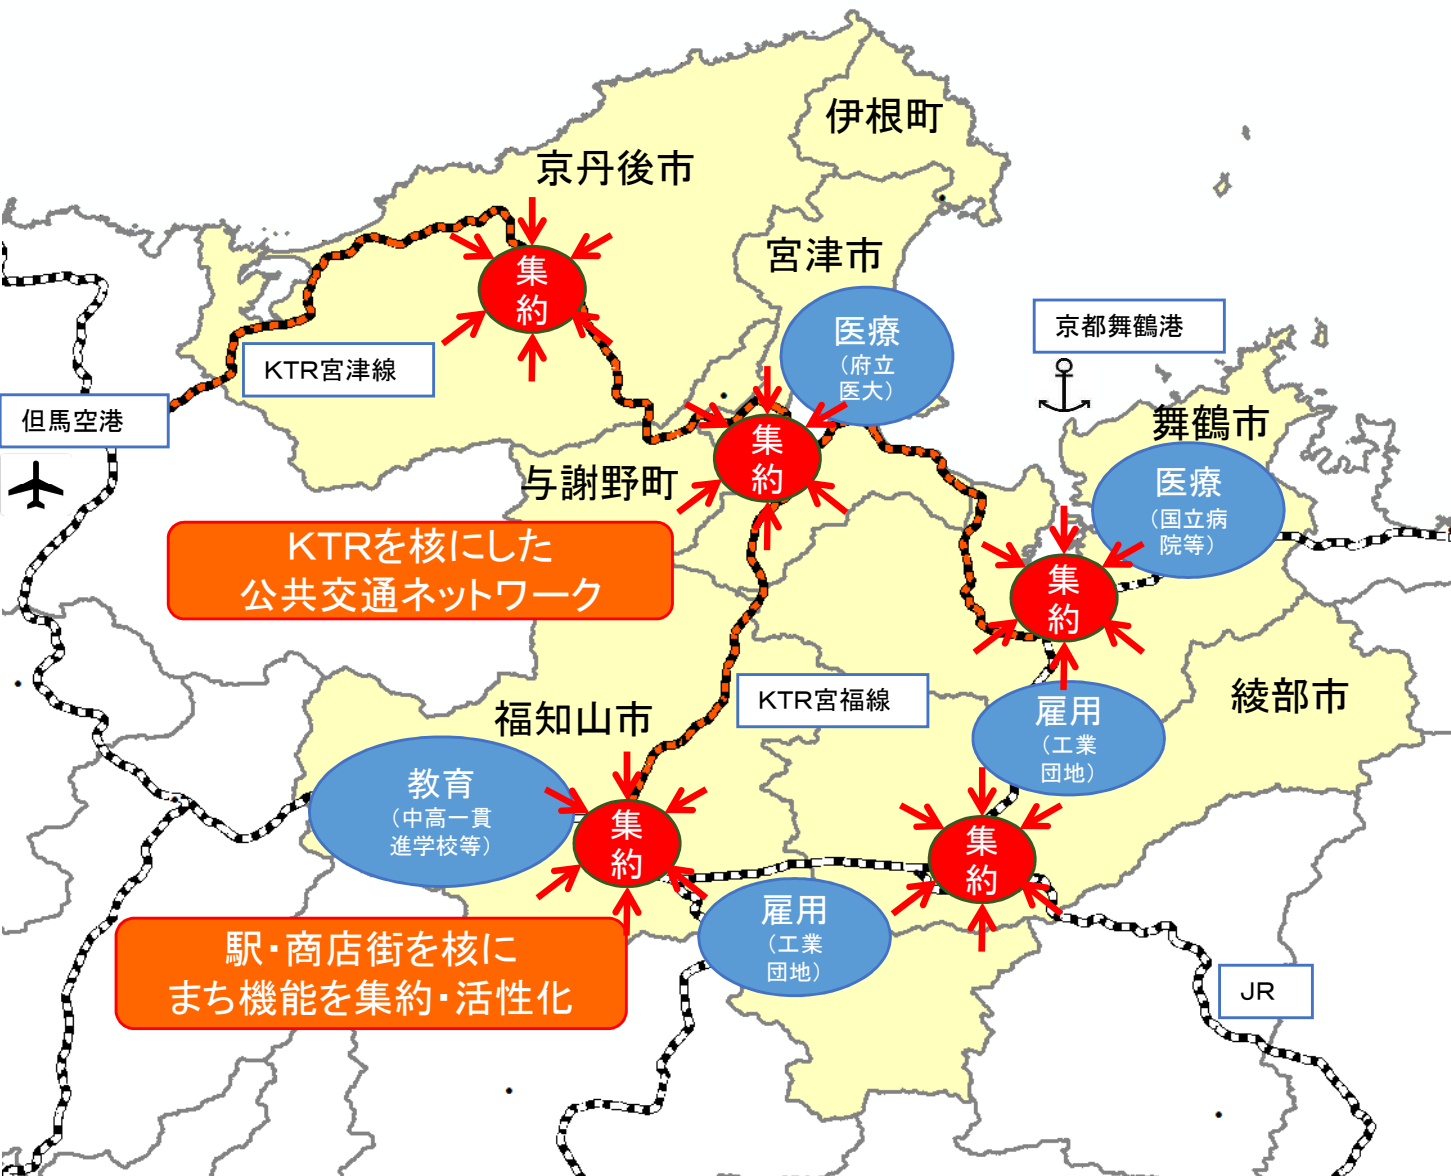 伊根町
京丹後市
宮津市
集
約
医療
（府立
医大）
京都舞鶴港
KTR宮津線
但馬空港
舞鶴市
集
約
与謝野町
医療
（国立病
院等）
KTRを核にした
公共交通ネットワーク
集
約
KTR宮福線
綾部市
福知山市
雇用
（工業
団地）
教育
（中高一貫
進学校等）
集
約
集
約
雇用
（工業
団地）
駅・商店街を核に
まち機能を集約・活性化
JR